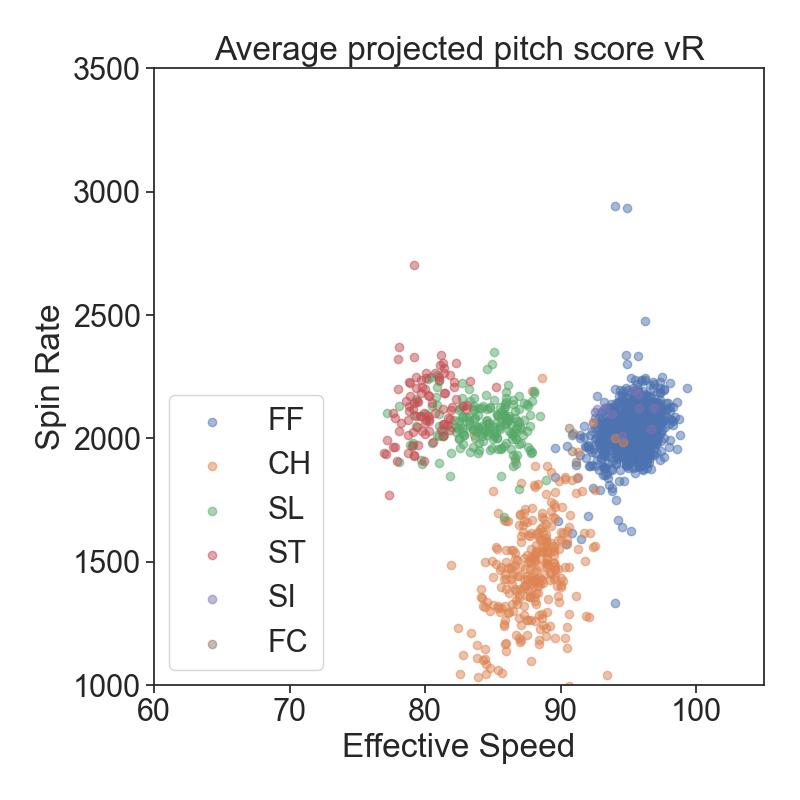 Average projected pitch score vR
3500
3000
2500
2000
1500
1000
Spin Rate
FF
CH
SL
ST
SI
FC
60 70 80 90 100
Effective Speed